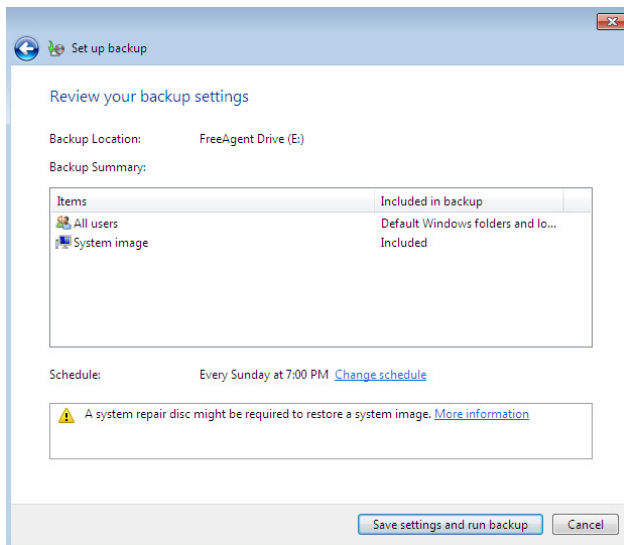 Set up backup
Review your backup settings
Backup Location: FreeAgent Drive (E:)
Backup Summary:
Items Included in backup
All users Default Windows folders and lo...
System image Included
Schedule: Every Sunday at 7:00 PM Change schedule
A system repair disc might be required to restore a system image. More information
Save settings and run backup Cancel